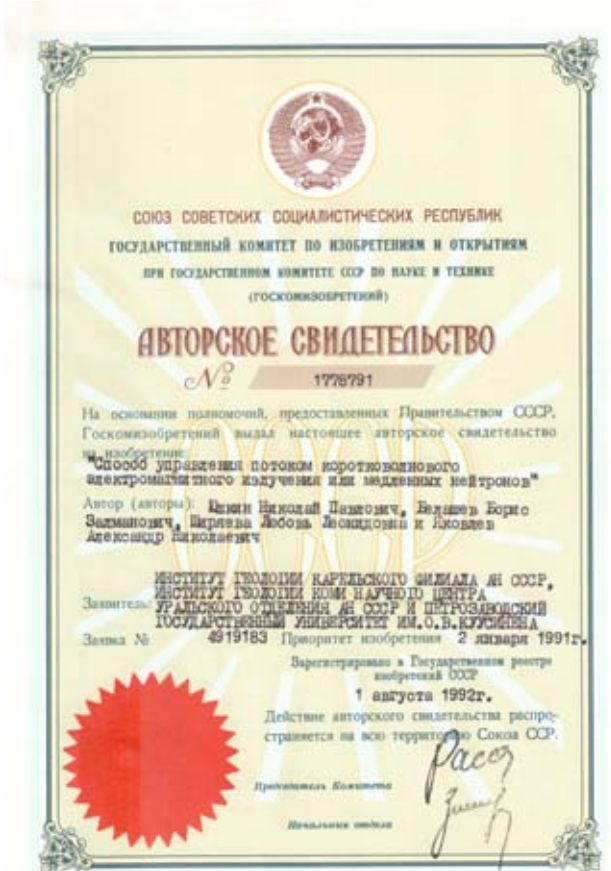 СОЮЗ СОВЕТСКИХ СОЦИАЛИСТИЧЕСКИХ РЕСПУБЛИК
ГОСУДАРСТВЕННЫЙ КОМИТЕТ ПО ИЗОБРЕТЕНИЯМ И ОТКРЫТИЯМ
ПРИ ГОСУДАРСТВЕННОМ КОМИТЕТЕ СССР ПО НАУКЕ И ТЕХНИКЕ
(ГОСКОМИЗОБРЕТЕНИЙ)
АВТОРСКОЕ СВИДЕТЕЛЬСТВО
№ 1778791
На основании полномочий, предоставленных Правительством СССР,
Госкомизобретений выдал настоящее авторское свидетельство
на изобретение:
"Способ управления потоком коротковолнового
электромагнитного излучения или медленных нейтронов"
Автор (авторы): Николай Павлович, Белашев Борис
Залманович, Ширяева Любовь Леонидовна и Яковлев
Александр Николаевич
ИНСТИТУТ ГЕОЛОГИИ КАРЕЛЬСКОГО ФИЛИАЛА АН СССР,
ИНСТИТУТ ГЕОЛОГИИ КОМИ НАУЧНОГО ЦЕНТРА
Заявитель: УРАЛЬСКОГО ОТДЕЛЕНИЯ АН СССР И ПЕТРОЗАВОДСКИЙ
ГОСУДАРСТВЕННЫЙ УНИВЕРСИТЕТ ИМ.О.В.КУУСИНЕНА
Заявка № 4919183 Приоритет изобретения 2 января 1991г.
Зарегистрировано в Государственном реестре
изобретений СССР
1 августа 1992г.
Действие авторского свидетельства распро-
страняется на всю территорию Союза ССР.
Председатель Комитета
Начальник отдела
СССР